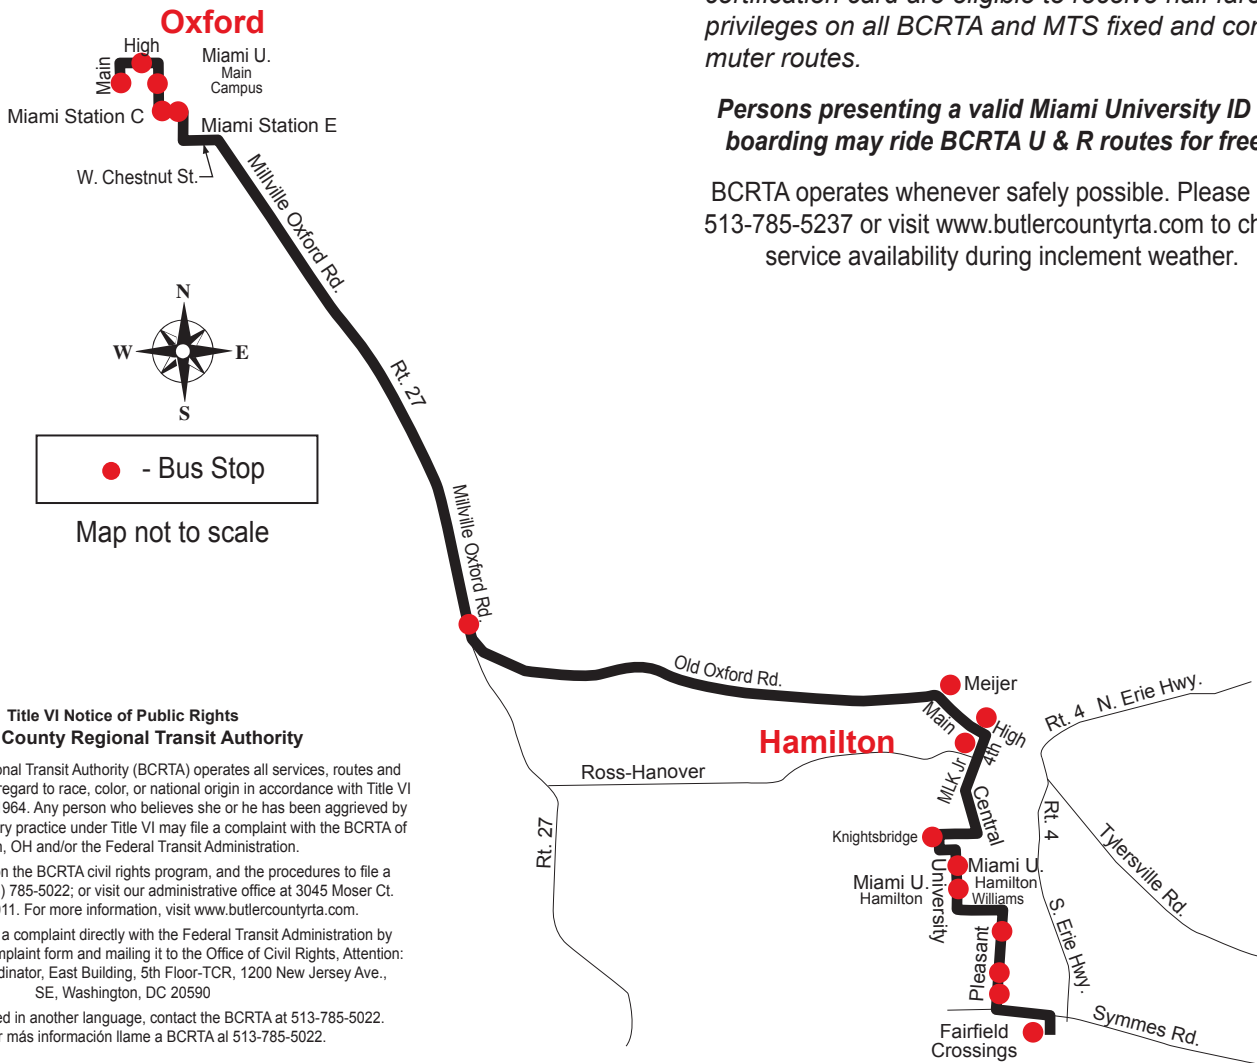 certification card are eligible to receive half fare
privileges on all BCRTA and MTS fixed and com
muter routes.
Persons presenting a valid Miami University ID
boarding may ride BCRTA U & R routes for free
BCRTA operates whenever safely possible. Please
513-785-5237 or visit www.butlercountyrta.com to ch
service availability during inclement weather.
Oxford
High
Main
Miami U.
Main
Campus
Miami Station C
Miami Station E
W. Chestnut St.
Millville Oxford Rd.
N
W
E
S
Rt. 27
- Bus Stop
Map not to scale
Millville Oxford Rd.
Old Oxford Rd.
Meijer
Main
High
4th
Hamilton
MLK Jr
Ross-Hanover
Central
Rt. 4 N. Erie Hwy.
Rt. 4
Tylersville Rd.
Rt. 27
Knightsbridge
University
Miami U.
Hamilton
Miami U.
Hamilton
Williams
S. Erie Hwy.
Pleasant
Symmes Rd.
Fairfield
Crossings
Title VI Notice of Public Rights
County Regional Transit Authority
onal Transit Authority (BCRTA) operates all services, routes and
regard to race, color, or national origin in accordance with Title VI
964. Any person who believes she or he has been aggrieved by
ry practice under Title VI may file a complaint with the BCRTA of
n, OH and/or the Federal Transit Administration.
on the BCRTA civil rights program, and the procedures to file a
) 785-5022; or visit our administrative office at 3045 Moser Ct.
011. For more information, visit www.butlercountyrta.com.
a complaint directly with the Federal Transit Administration by
mplaint form and mailing it to the Office of Civil Rights, Attention:
dinator, East Building, 5th Floor-TCR, 1200 New Jersey Ave.,
SE, Washington, DC 20590
ed in another language, contact the BCRTA at 513-785-5022.
r más información llame a BCRTA al 513-785-5022.